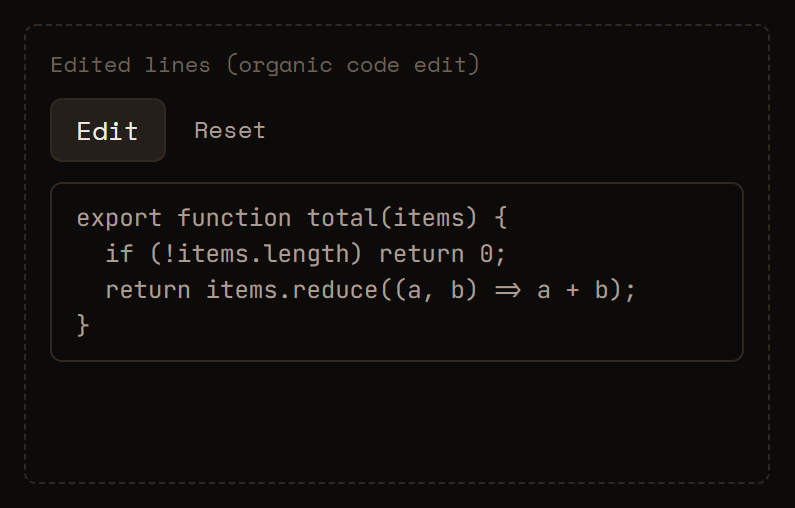 Edited lines (organic code edit)
Edit
Reset
export function total(items) {
  if (!items.length) return 0;
  return items.reduce((a, b) => a + b);
}